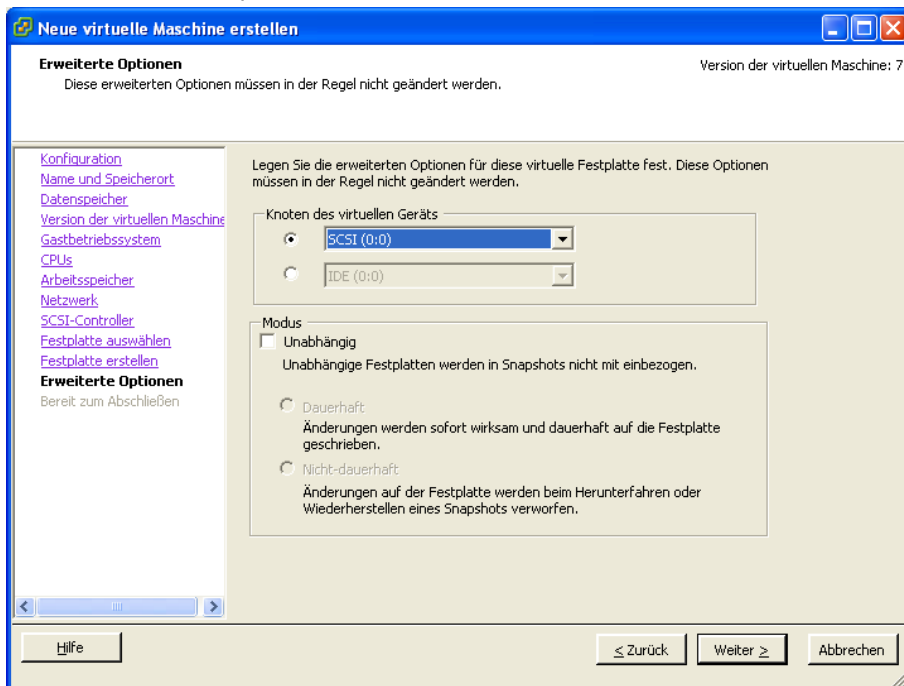 Neue virtuelle Maschine erstellen
Erweiterte Optionen
Diese erweiterten Optionen müssen in der Regel nicht geändert werden.
Version der virtuellen Maschine: 7
Konfiguration
Name und Speicherort
Datenspeicher
Version der virtuellen Maschine
Gastbetriebssystem
CPUs
Arbeitsspeicher
Netzwerk
SCSI-Controller
Festplatte auswählen
Festplatte erstellen
Erweiterte Optionen
Bereit zum Abschließen
Legen Sie die erweiterten Optionen für diese virtuelle Festplatte fest. Diese Optionen
müssen in der Regel nicht geändert werden.
Knoten des virtuellen Geräts
SCSI (0:0)
IDE (0:0)
Modus
Unabhängig
Unabhängige Festplatten werden in Snapshots nicht mit einbezogen.
Dauerhaft
Änderungen werden sofort wirksam und dauerhaft auf die Festplatte
geschrieben.
Nicht-dauerhaft
Änderungen auf der Festplatte werden beim Herunterfahren oder
Wiederherstellen eines Snapshots verworfen.
Hilfe
< Zurück
Weiter >
Abbrechen